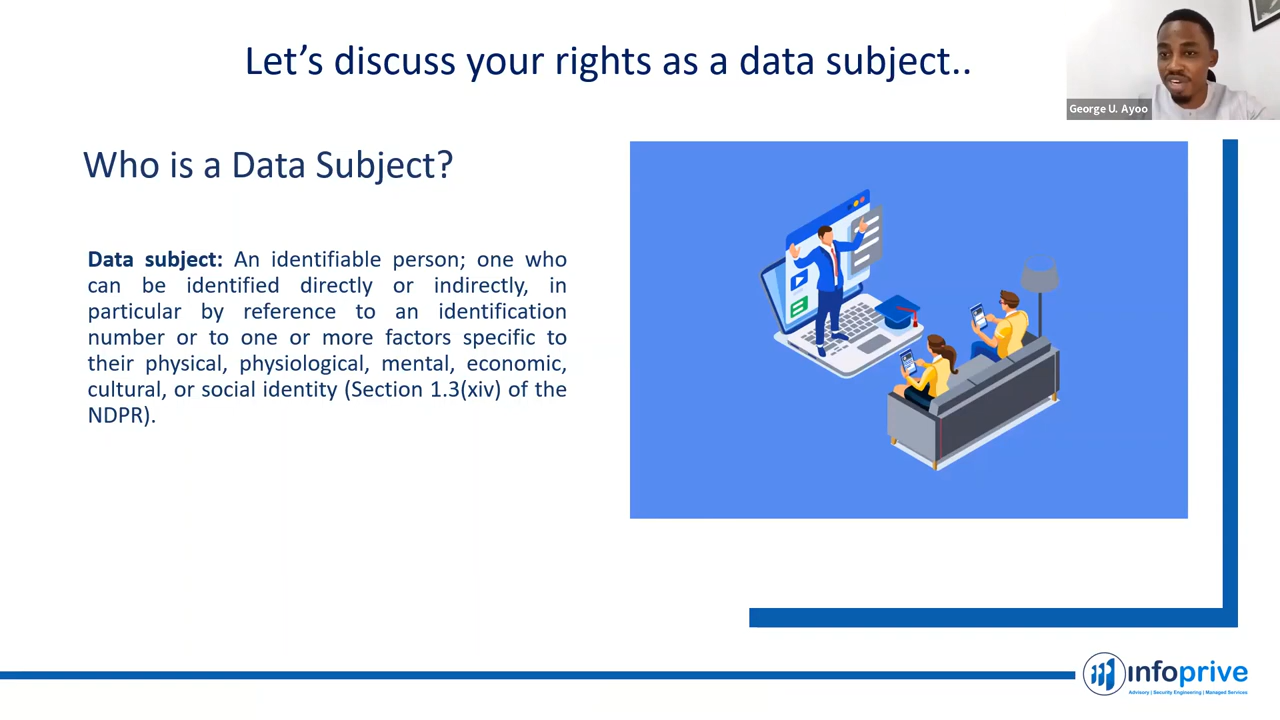 Let’s discuss your rights as a data subject..
George U. Ayoo
Who is a Data Subject?
Data subject: An identifiable person; one who
can be identified directly or indirectly, in
particular by reference to an identification
number or to one or more factors specific to
their physical, physiological, mental, economic,
cultural, or social identity (Section 1.3(xiv) of the
NDPR).
infoprive
Advisory | Security Engineering | Managed Services